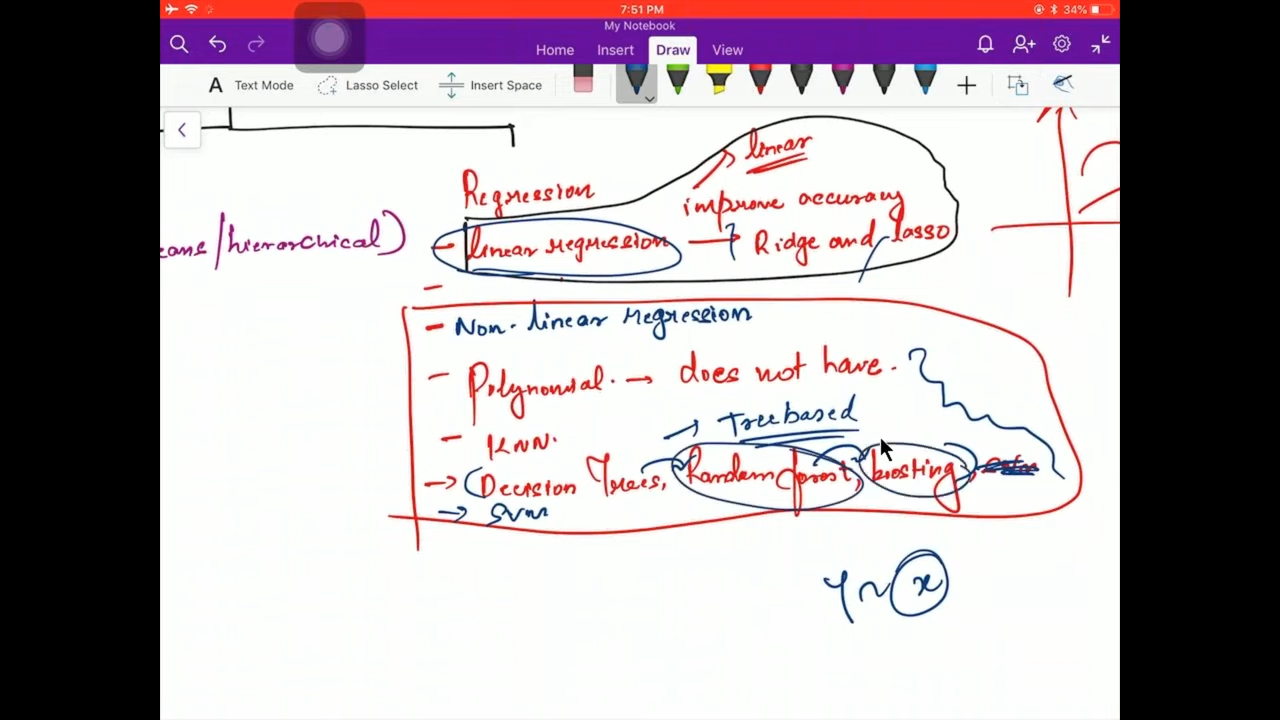 7:51 PM
34%
My Notebook
Home Insert Draw View
A Text Mode Lasso Select Insert Space
linear
Regression
improve accuracy
eans/hierarchical)
- linear regression → Ridge and lasso
-
- Non-linear regression
- Polynomial. → does not have.
→ Treebased
- KNN.
→ (Decision Trees, Random forest, boosting),
→ SVM
Y ~ x